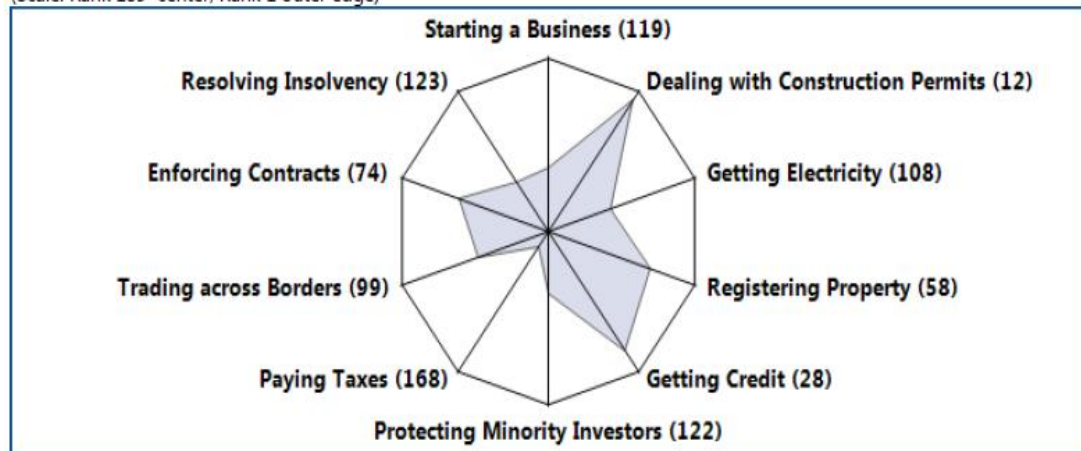 Starting a Business (119)
Resolving Insolvency (123)
Dealing with Construction Permits (12)
Enforcing Contracts (74)
Getting Electricity (108)
Trading across Borders (99)
Registering Property (58)
Paying Taxes (168)
Getting Credit (28)
Protecting Minority Investors (122)